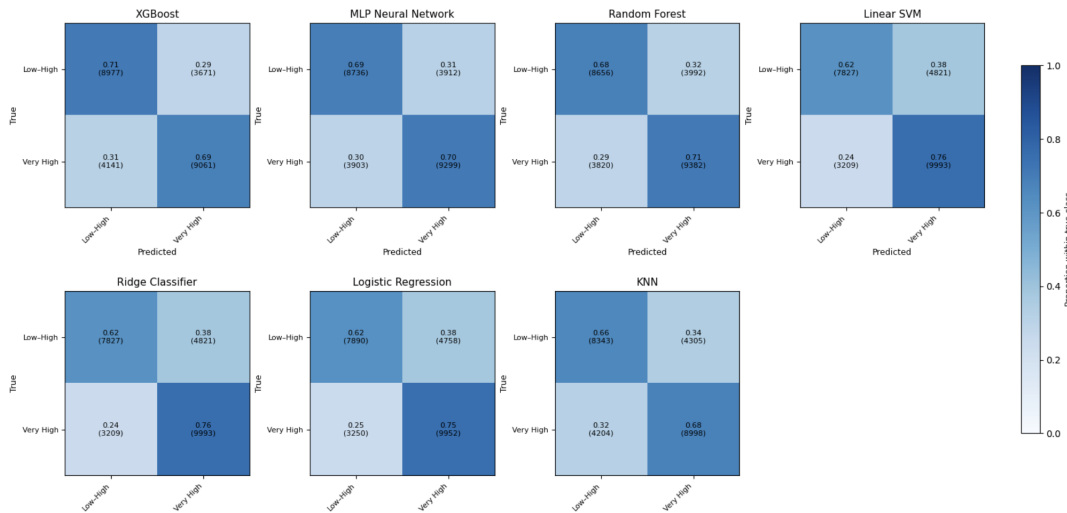 XGBoost
MLP Neural Network
Random Forest
Linear SVM
True
Low–High
Very High
0.71
(8977)
0.29
(3671)
0.31
(4141)
0.69
(9061)
Low–High
Very High
Predicted
True
Low–High
Very High
0.69
(8736)
0.31
(3912)
0.30
(3903)
0.70
(9299)
Low–High
Very High
Predicted
True
Low–High
Very High
0.68
(8656)
0.32
(3992)
0.29
(3820)
0.71
(9382)
Low–High
Very High
Predicted
True
Low–High
Very High
0.62
(7827)
0.38
(4821)
0.24
(3209)
0.76
(9993)
Low–High
Very High
Predicted
Ridge Classifier
Logistic Regression
KNN
True
Low–High
Very High
0.62
(7827)
0.38
(4821)
0.24
(3209)
0.76
(9993)
Low–High
Very High
True
Low–High
Very High
0.62
(7890)
0.38
(4758)
0.25
(3250)
0.75
(9952)
Low–High
Very High
True
Low–High
Very High
0.66
(8343)
0.34
(4305)
0.32
(4204)
0.68
(8998)
Low–High
Very High
1.0
0.8
0.6
0.4
0.2
0.0